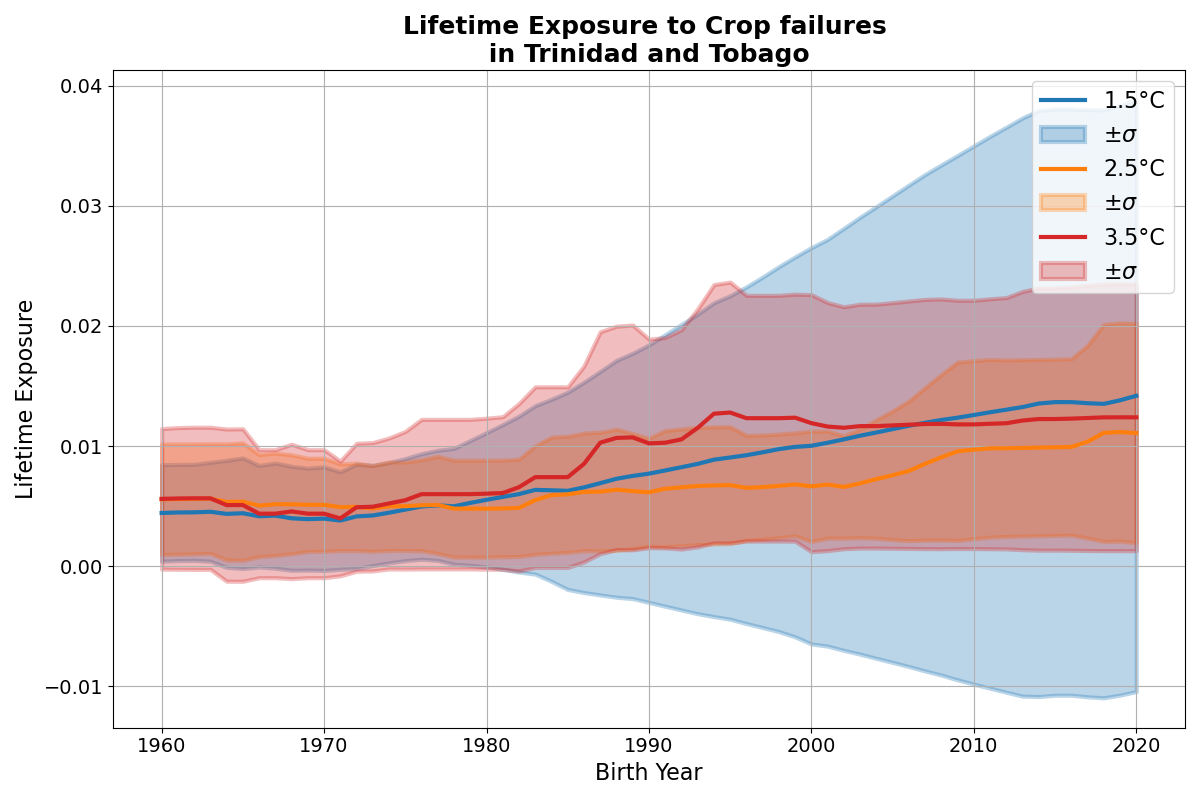 Lifetime Exposure to Crop failures
in Trinidad and Tobago
0.04
0.03
0.02
0.01
0.00
−0.01
Lifetime Exposure
1960
1970
1980
1990
2000
2010
2020
Birth Year
1.5°C
±σ
2.5°C
±σ
3.5°C
±σ